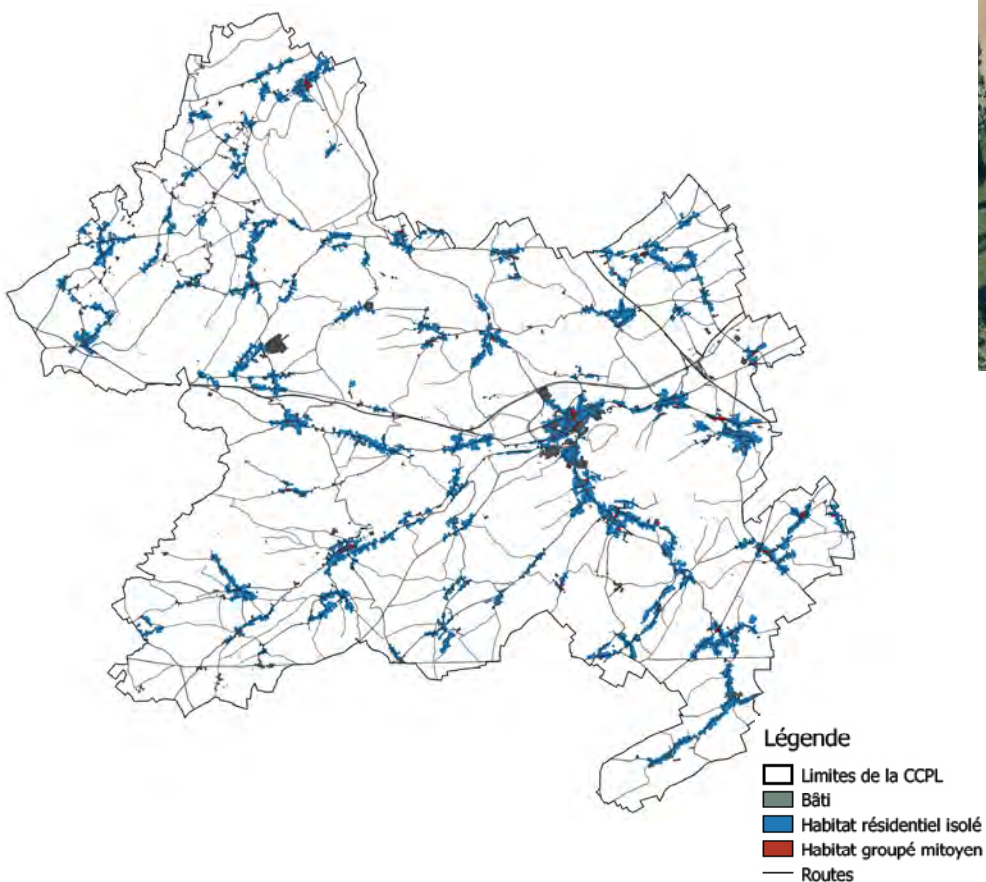 Légende
Limites de la CCPL
Bâti
Habitat résidentiel isolé
Habitat groupé mitoyen
Routes